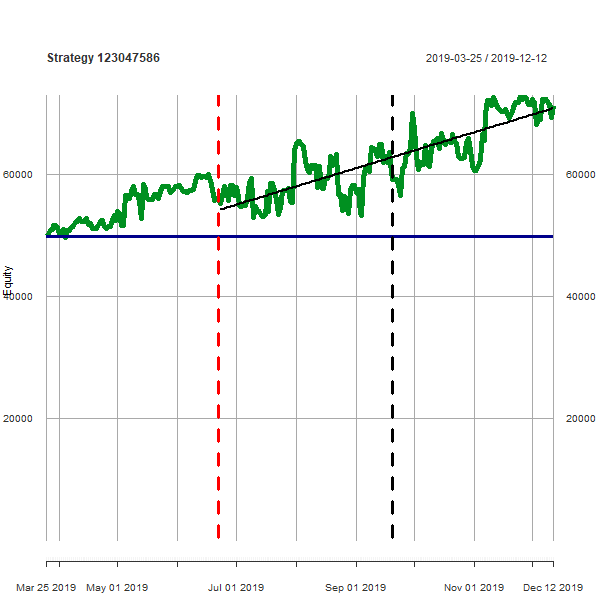 Strategy 123047586
2019-03-25 / 2019-12-12
60000
60000
Equity
40000
40000
20000
20000
Mar 25 2019
May 01 2019
Jul 01 2019
Sep 01 2019
Nov 01 2019
Dec 12 2019